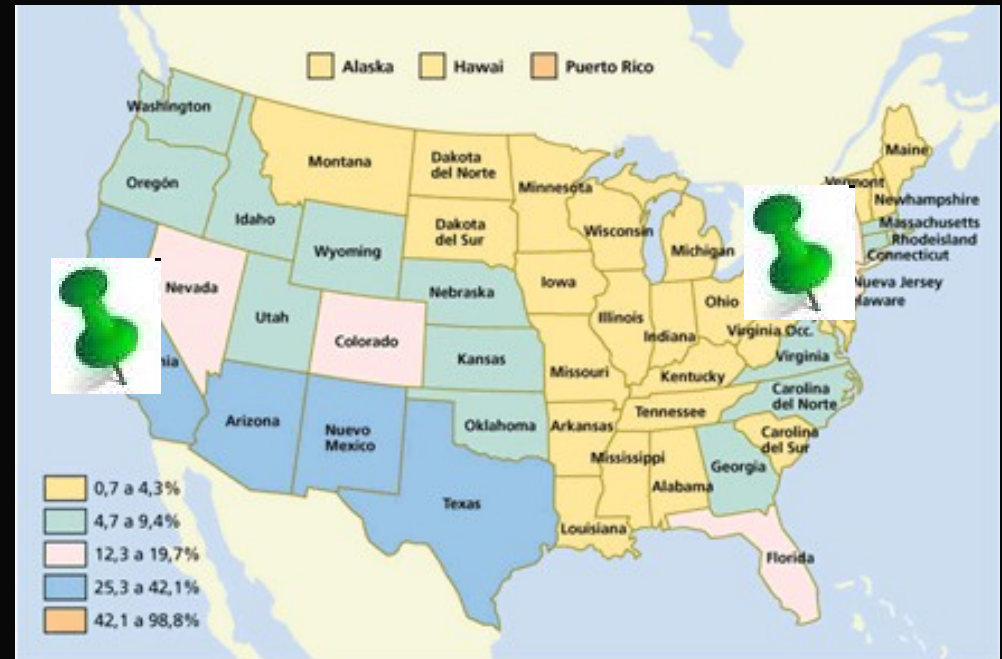 Alaska
Hawai
Puerto Rico
Washington
Montana
Dakota
del Norte
Minnesota
Maine
Vermont
Newhampshire
Massachusetts
Rhodeisland
Connecticut
Oregón
Idaho
Wyoming
Dakota
del Sur
Wisconsin
Michigan
Nueva Jersey
Nevada
Utah
Colorado
Nebraska
Iowa
Illinois
Indiana
Ohio
Virginia Occ.
Virginia
Kansas
Missouri
Kentucky
Carolina
del Norte
Arizona
Nuevo
Mexico
Oklahoma
Arkansas
Tennessee
Carolina
del Sur
Mississippi
Georgia
Alabama
Texas
Louisiana
Florida
0,7 a 4,3%
4,7 a 9,4%
12,3 a 19,7%
25,3 a 42,1%
42,1 a 98,8%